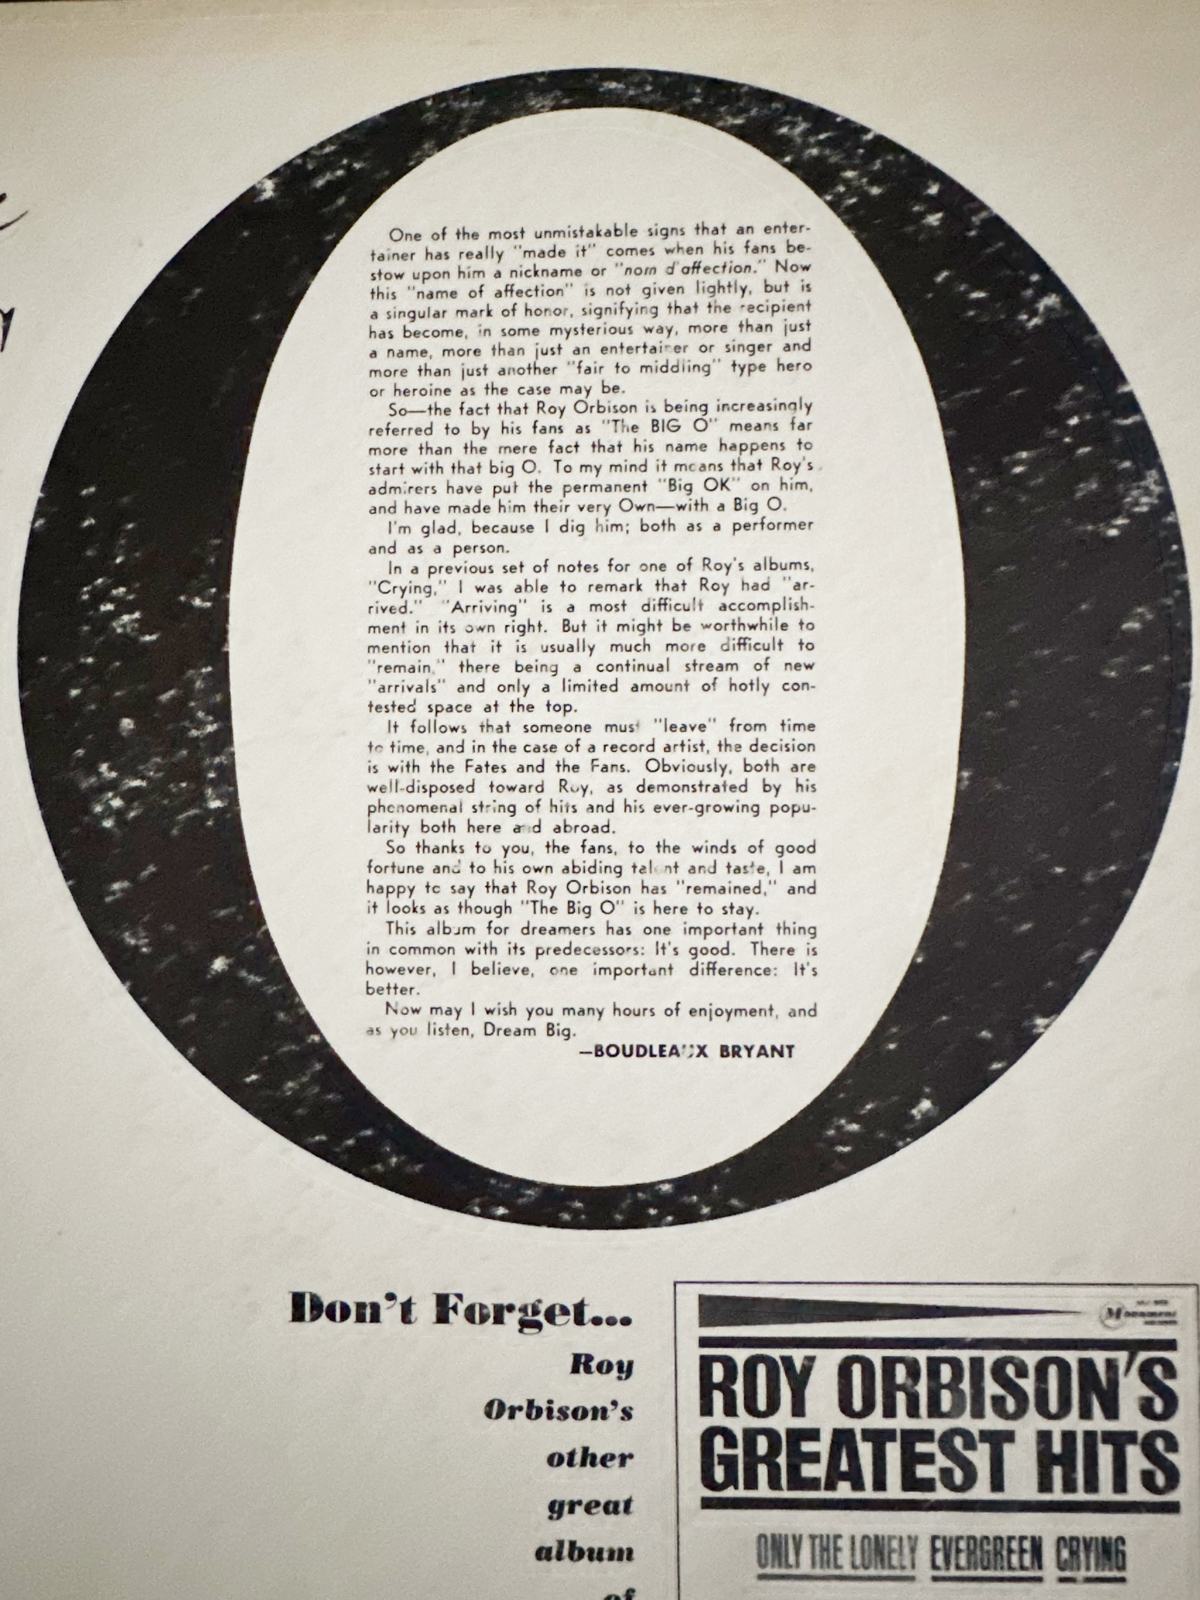 One of the most unmistakable signs that an enter-
tainer has really "made it" comes when his fans be-
stow upon him a nickname or "nom d'affection." Now
this "name of affection" is not given lightly, but is
a singular mark of honor, signifying that the recipient
has become, in some mysterious way, more than just
a name, more than just an entertainer or singer and
more than just another "fair to middling" type hero
or heroine as the case may be.
So—the fact that Roy Orbison is being increasingly
referred to by his fans as "The BIG O" means far
more than the mere fact that his name happens to
start with that big O. To my mind it means that Roy's
admirers have put the permanent "Big OK" on him,
and have made him their very Own—with a Big O.
I'm glad, because I dig him; both as a performer
and as a person.
In a previous set of notes for one of Roy's albums,
"Crying," I was able to remark that Roy had "ar-
rived." "Arriving" is a most difficult accomplish-
ment in its own right. But it might be worthwhile to
mention that it is usually much more difficult to
"remain," there being a continual stream of new
"arrivals" and only a limited amount of hotly con-
tested space at the top.
It follows that someone must "leave" from time
to time, and in the case of a record artist, the decision
is with the Fates and the Fans. Obviously, both are
well-disposed toward Roy, as demonstrated by his
phenomenal string of hits and his ever-growing popu-
larity both here and abroad.
So thanks to you, the fans, to the winds of good
fortune and to his own abiding talent and taste, I am
happy to say that Roy Orbison has "remained," and
it looks as though "The Big O" is here to stay.
This album for dreamers has one important thing
in common with its predecessors: It's good. There is
however, I believe, one important difference: It's
better.
Now may I wish you many hours of enjoyment, and
as you listen, Dream Big.
—BOUDLEAUX BRYANT
Don't Forget...
Roy
Orbison's
other
great
album
of
Monument
ROY ORBISON'S
GREATEST HITS
ONLY THE LONELY EVERGREEN CRYING